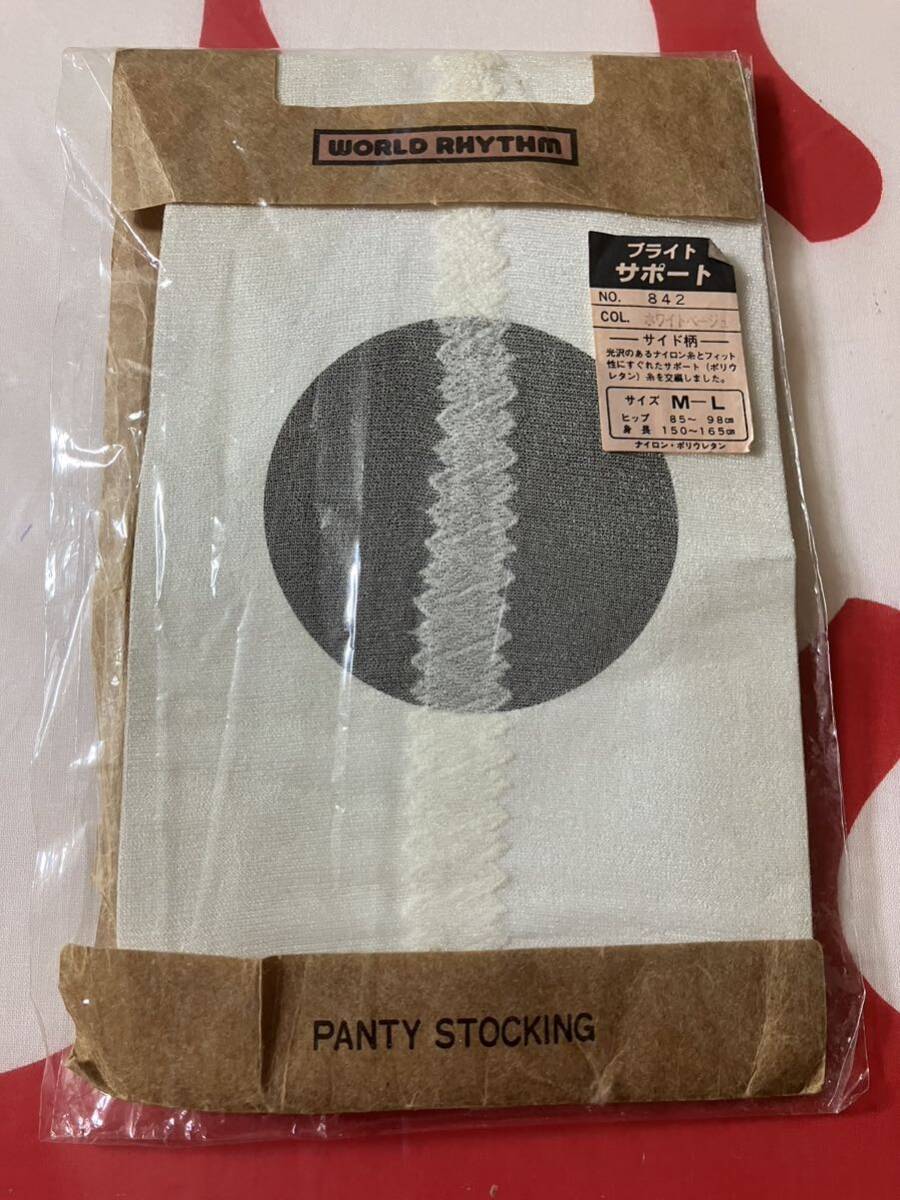 WORLD RHYTHM
ブライト
サポート
NO. 842
COL. ホワイトベージュ
サイド柄
光沢のあるナイロン糸とフィット
性にすぐれたサポート(ポリウ
レタン)糸を交編しました。
サイズ M-L
ヒップ 85~98㎝
身長 150~165㎝
ナイロン・ポリウレタン
PANTY STOCKING